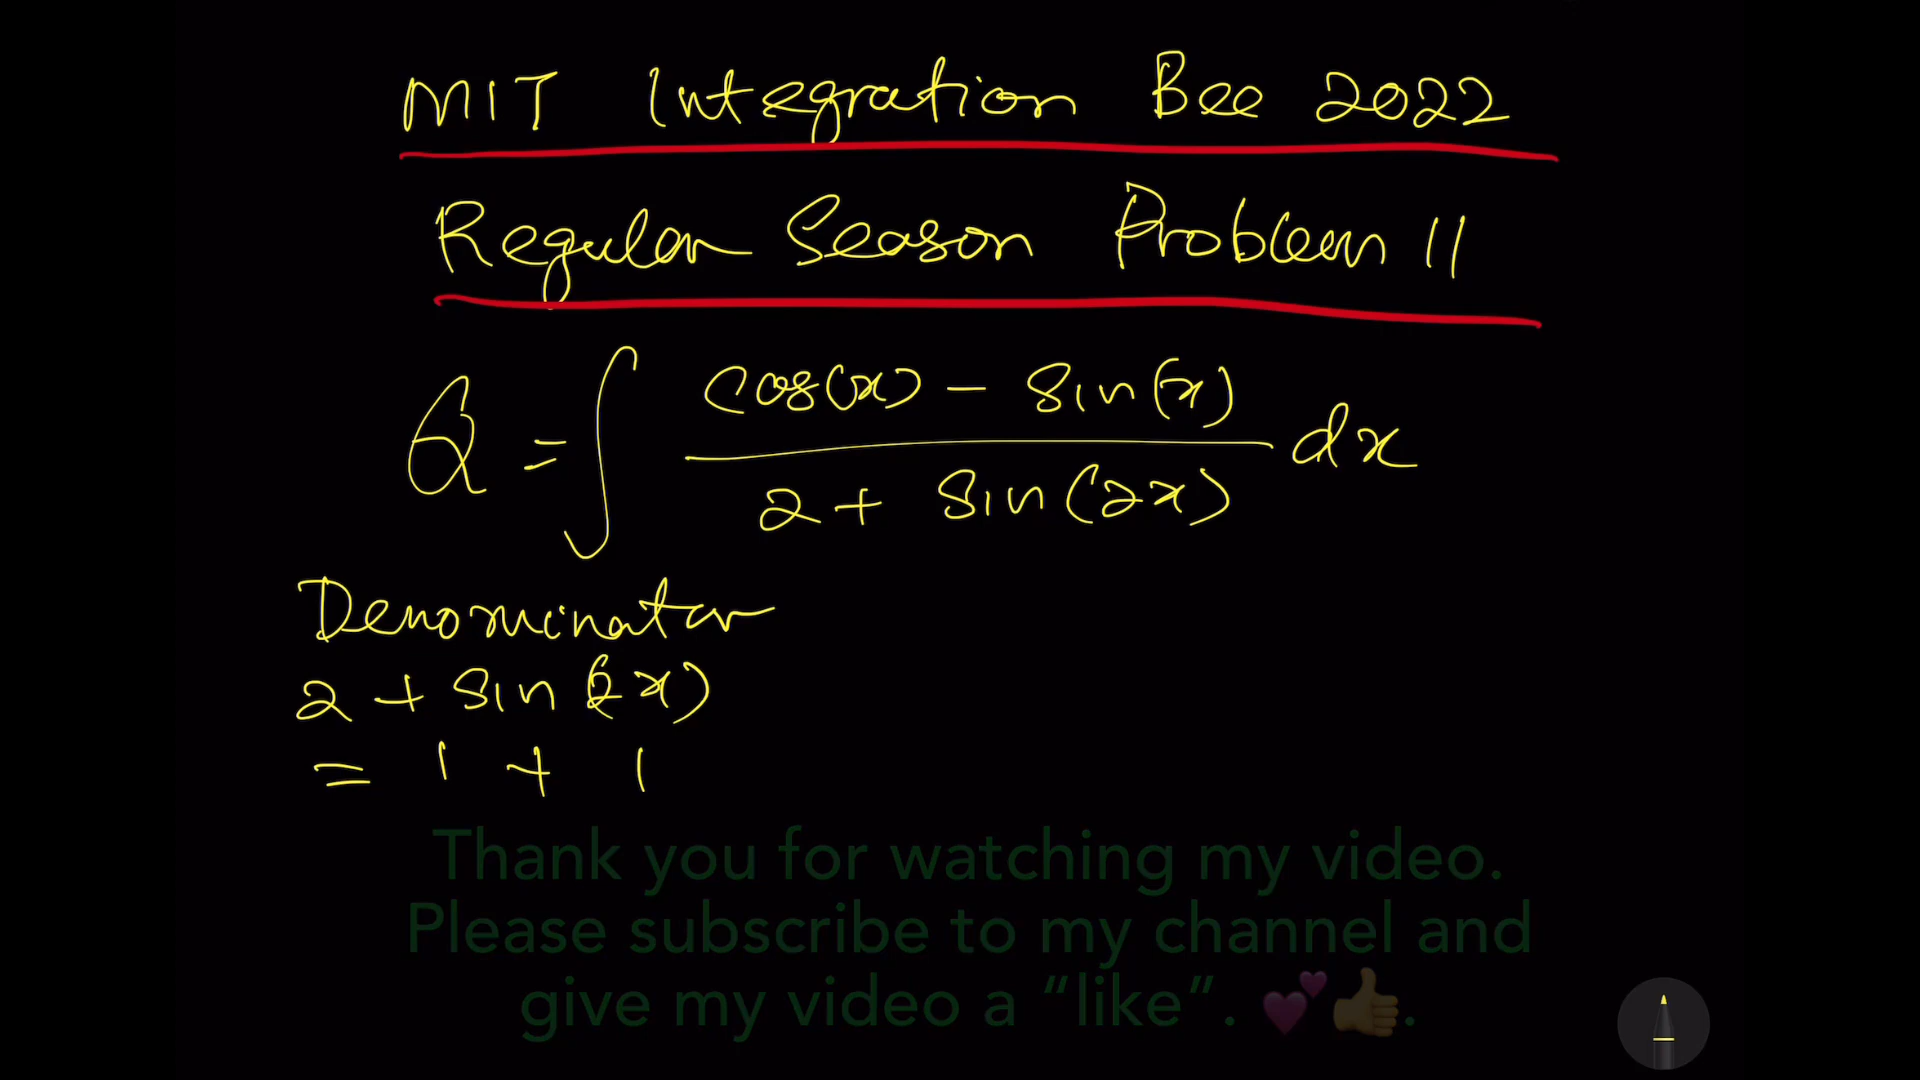 MIT Integration Bee 2022
Regular Season Problem 11
Q = ∫ (cos(x) - sin(x)) / (2 + sin(2x)) dx
Denominator
2 + sin(2x)
= 1 + 1
Thank you for watching my video.
Please subscribe to my channel and
give my video a “like”. 💕👍.